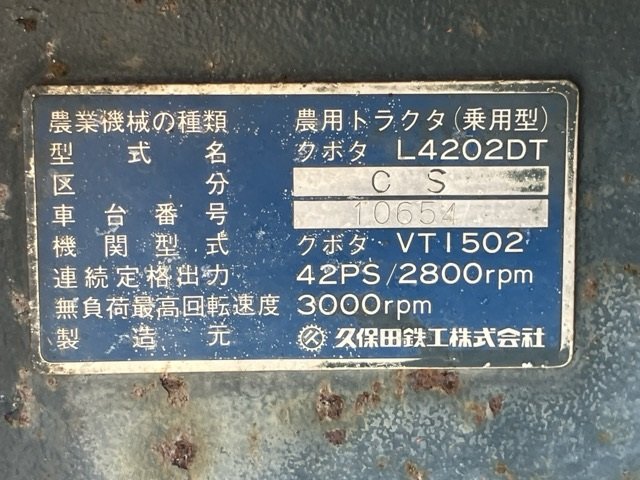 農業機械の種類 農用トラクタ(乗用型)
型式名 クボタ L4202DT
区分 CS
車台番号 10654
機関型式 クボタ VT1502
連続定格出力 42PS/2800rpm
無負荷最高回転速度 3000rpm
製造元 久保田鉄工株式会社